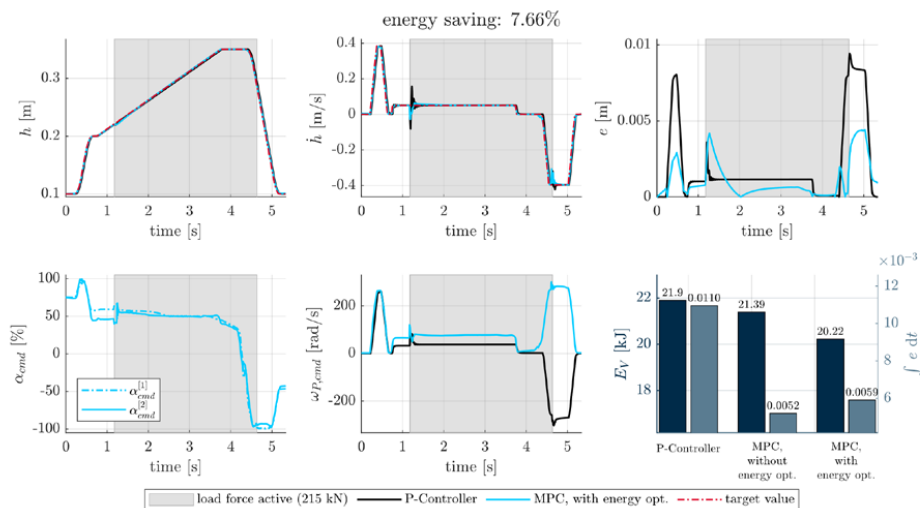 energy saving: 7.66%
0.3
0.2
0.1
h [m]
0 1 2 3 4 5
time [s]
0.4
0.2
0
-0.2
-0.4
ḣ [m/s]
0 1 2 3 4 5
time [s]
0.01
0.005
0
e [m]
0 1 2 3 4 5
time [s]
100
50
0
-50
-100
α_cmd [%]
α_cmd^[1]
α_cmd^[2]
0 1 2 3 4 5
time [s]
200
0
-200
ω_P,cmd [rad/s]
0 1 2 3 4 5
time [s]
×10⁻³
22
20
18
E_V [kJ]
21.9
0.0110
21.39
0.0052
20.22
0.0059
12
10
8
6
∫ e dt
P-Controller
MPC,
without
energy opt.
MPC,
with
energy opt.
load force active (215 kN) P-Controller MPC, with energy opt. target value